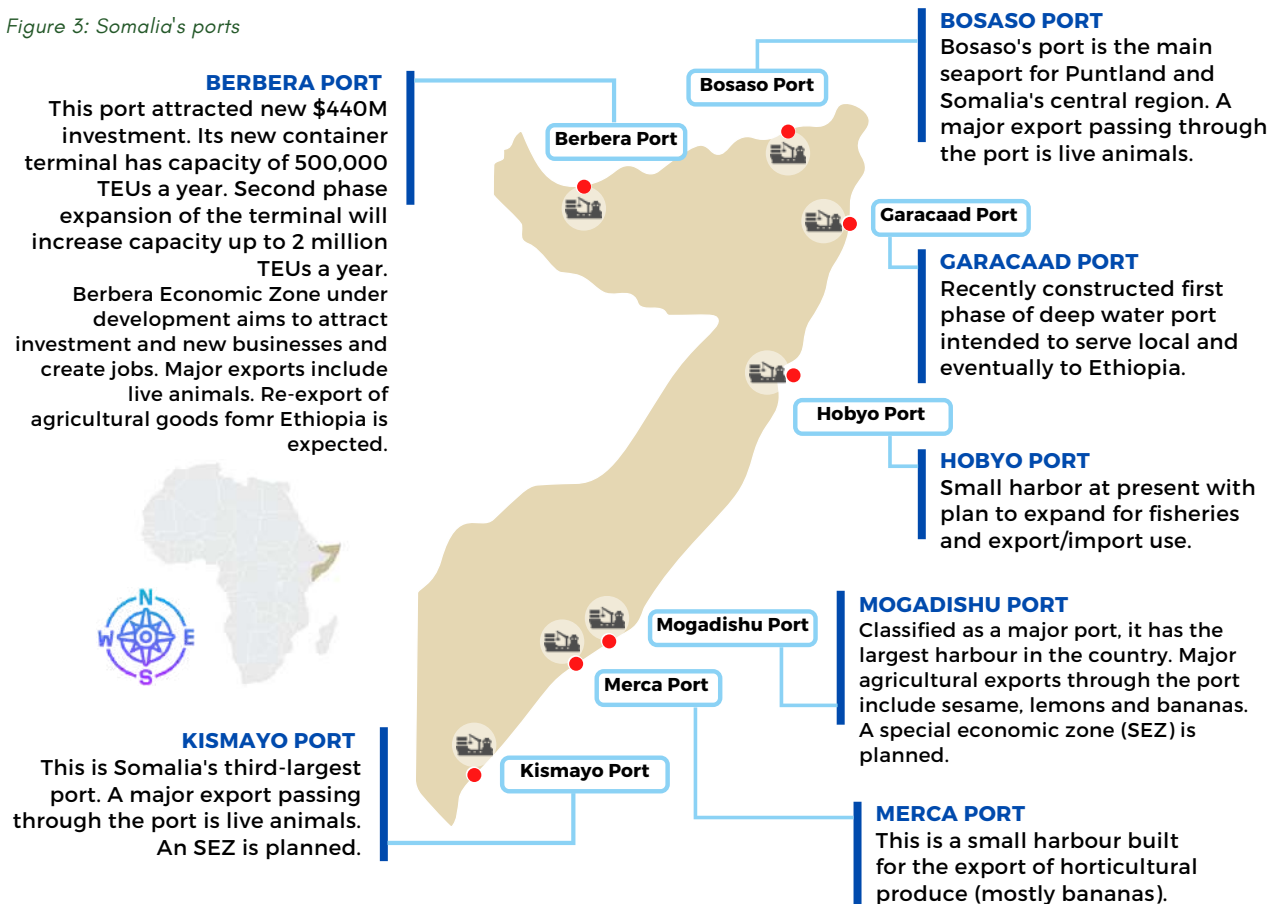 Figure 3: Somalia's ports
BERBERA PORT
This port attracted new $440M
investment. Its new container
terminal has capacity of 500,000
TEUs a year. Second phase
expansion of the terminal will
increase capacity up to 2 million
TEUs a year.
Berbera Economic Zone under
development aims to attract
investment and new businesses and
create jobs. Major exports include
live animals. Re-export of
agricultural goods fomr Ethiopia is
expected.
Berbera Port
Bosaso Port
BOSASO PORT
Bosaso's port is the main
seaport for Puntland and
Somalia's central region. A
major export passing through
the port is live animals.
Garacaad Port
GARACAAD PORT
Recently constructed first
phase of deep water port
intended to serve local and
eventually to Ethiopia.
Hobyo Port
HOBYO PORT
Small harbor at present with
plan to expand for fisheries
and export/import use.
N
W
E
S
Mogadishu Port
MOGADISHU PORT
Classified as a major port, it has the
largest harbour in the country. Major
agricultural exports through the port
include sesame, lemons and bananas.
A special economic zone (SEZ) is
planned.
Merca Port
MERCA PORT
This is a small harbour built
for the export of horticultural
produce (mostly bananas).
Kismayo Port
KISMAYO PORT
This is Somalia's third-largest
port. A major export passing
through the port is live animals.
An SEZ is planned.